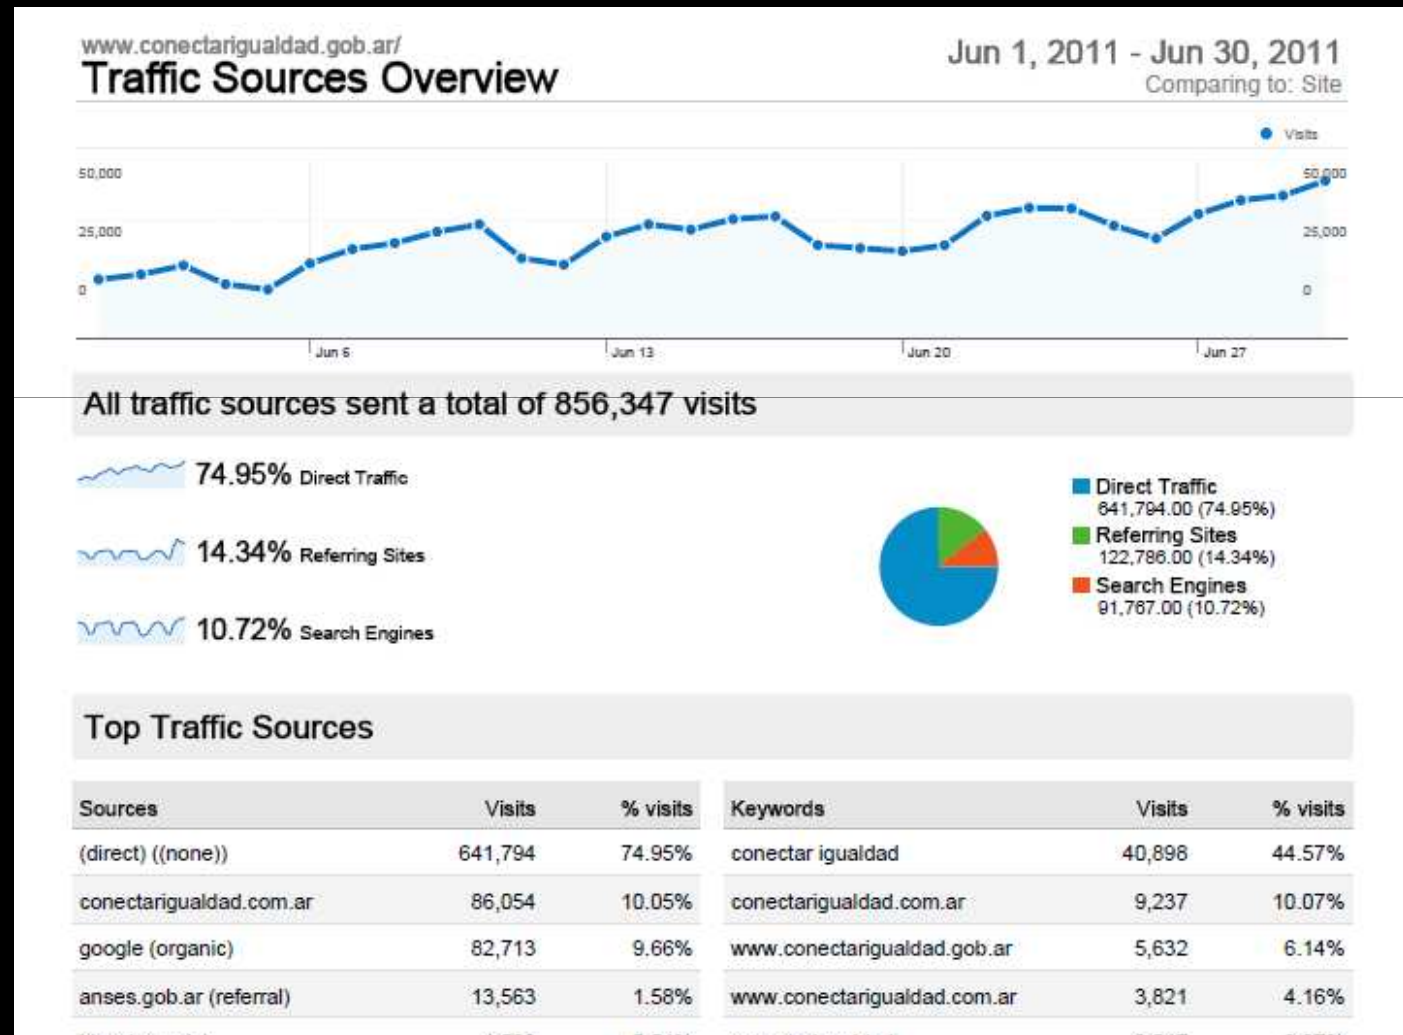 www.conectarigualdad.gob.ar/
Traffic Sources Overview
Jun 1, 2011 - Jun 30, 2011
Comparing to: Site
Visits
50,000
50,000
25,000
25,000
0
0
Jun 6
Jun 13
Jun 20
Jun 27
All traffic sources sent a total of 856,347 visits
74.95% Direct Traffic
14.34% Referring Sites
10.72% Search Engines
Direct Traffic
641,794.00 (74.95%)
Referring Sites
122,786.00 (14.34%)
Search Engines
91,767.00 (10.72%)
Top Traffic Sources
Sources Visits % visits Keywords Visits % visits
(direct) ((none)) 641,794 74.95% conectar igualdad 40,898 44.57%
conectarigualdad.com.ar 86,054 10.05% conectarigualdad.com.ar 9,237 10.07%
google (organic) 82,713 9.66% www.conectarigualdad.gob.ar 5,632 6.14%
anses.gob.ar (referral) 13,563 1.58% www.conectarigualdad.com.ar 3,821 4.16%